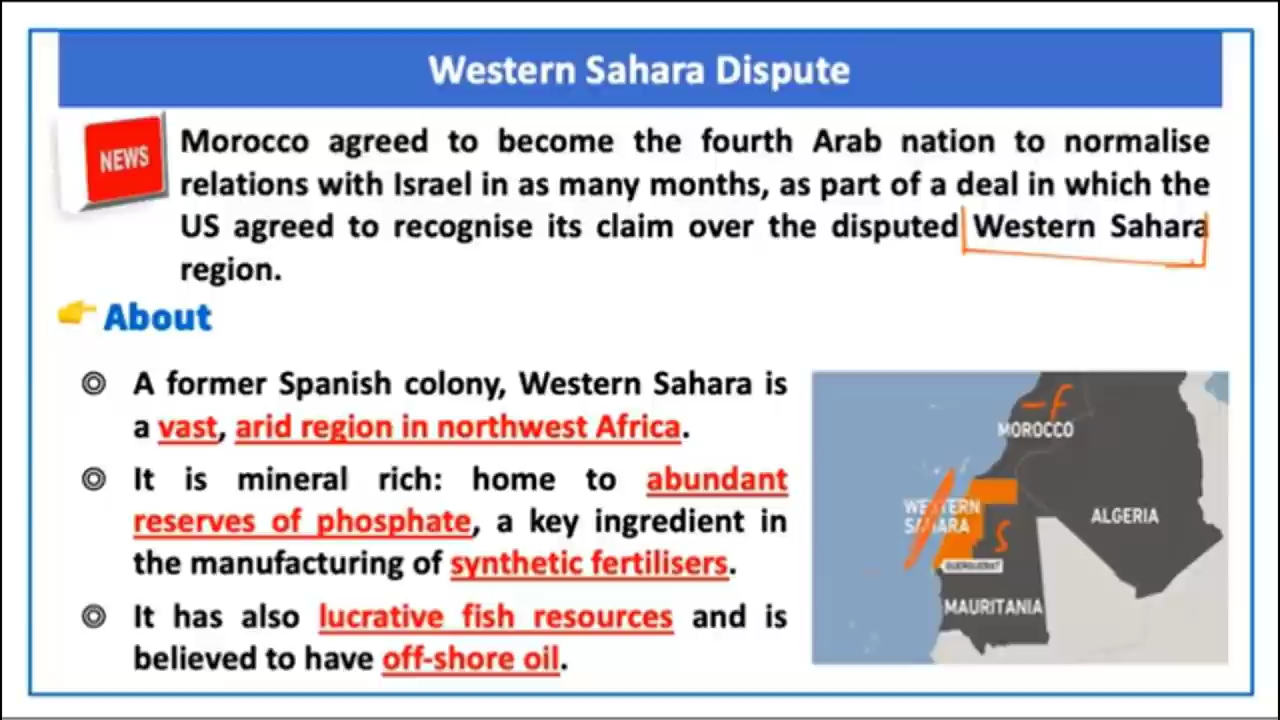 Western Sahara Dispute
NEWS
Morocco agreed to become the fourth Arab nation to normalise
relations with Israel in as many months, as part of a deal in which the
US agreed to recognise its claim over the disputed Western Sahara
region.
About
A former Spanish colony, Western Sahara is
a vast, arid region in northwest Africa.
It is mineral rich: home to abundant
reserves of phosphate, a key ingredient in
the manufacturing of synthetic fertilisers.
It has also lucrative fish resources and is
believed to have off-shore oil.
F
MOROCCO
WESTERN
SAHARA
S
ALGERIA
GUERGUERAT
MAURITANIA